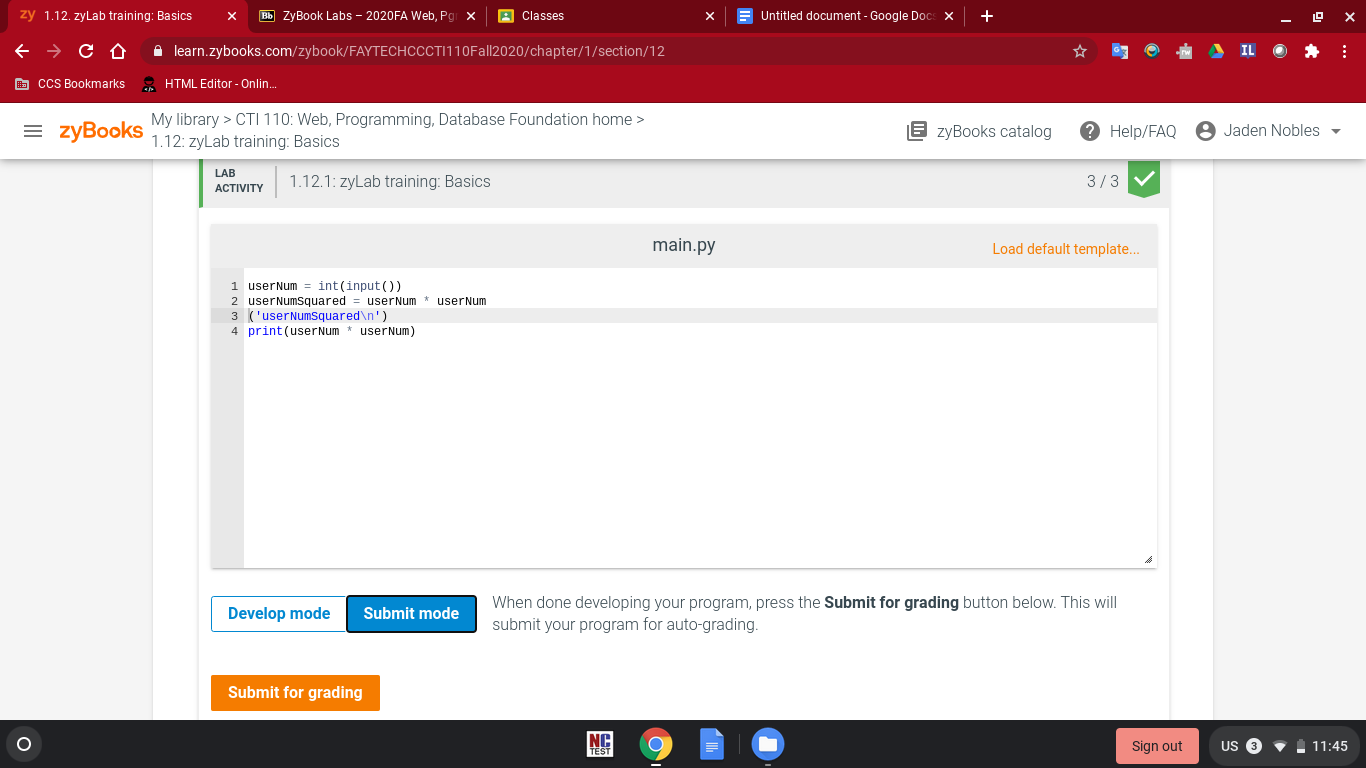 1.12. zyLab training: Basics
ZyBook Labs – 2020FA Web, Pg
Classes
Untitled document - Google Docs
learn.zybooks.com/zybook/FAYTECHCCCTI110Fall2020/chapter/1/section/12
CCS Bookmarks
HTML Editor - Onlin...
zyBooks
My library > CTI 110: Web, Programming, Database Foundation home >
1.12: zyLab training: Basics
zyBooks catalog
Help/FAQ
Jaden Nobles
LAB
ACTIVITY
1.12.1: zyLab training: Basics
3 / 3
main.py
Load default template...
1 userNum = int(input())
2 userNumSquared = userNum * userNum
3 ('userNumSquared\n')
4 print(userNum * userNum)
Develop mode
Submit mode
When done developing your program, press the Submit for grading button below. This will
submit your program for auto-grading.
Submit for grading
NC
TEST
Sign out
US 3 11:45